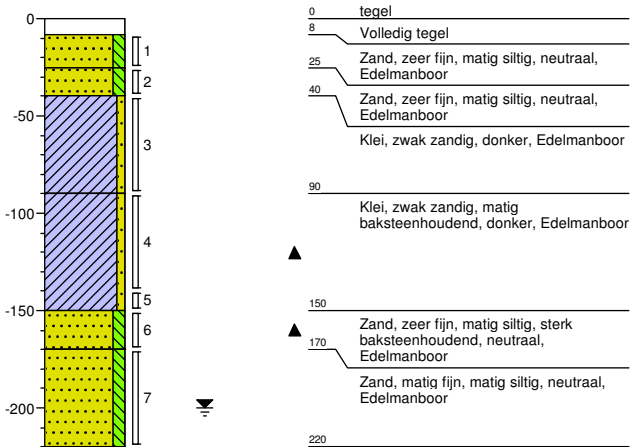 0
-50
-100
-150
-200
1
2
3
4
5
6
7
0 tegel
8 Volledig tegel
Zand, zeer fijn, matig siltig, neutraal,
25 Edelmanboor
40 Zand, zeer fijn, matig siltig, neutraal,
Edelmanboor
Klei, zwak zandig, donker, Edelmanboor
90
Klei, zwak zandig, matig
baksteenhoudend, donker, Edelmanboor
150
Zand, zeer fijn, matig siltig, sterk
170 baksteenhoudend, neutraal,
Edelmanboor
Zand, matig fijn, matig siltig, neutraal,
Edelmanboor
220